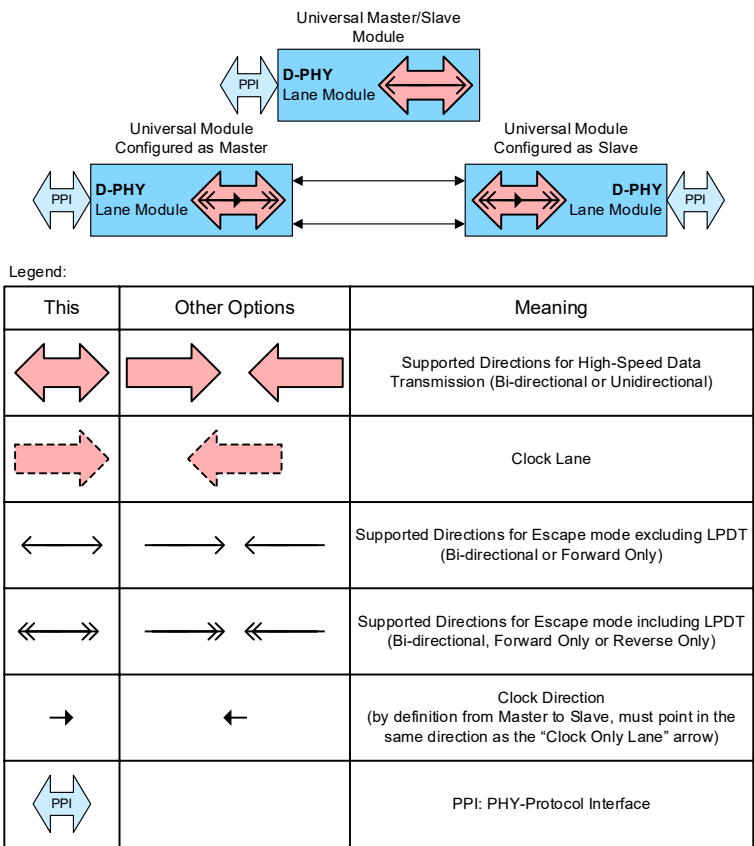 Universal Master/Slave
Module
PPI
D-PHY
Lane Module
Universal Module
Configured as Master
Universal Module
Configured as Slave
PPI
D-PHY
Lane Module
D-PHY
Lane Module
PPI
Legend:
This
Other Options
Meaning
Supported Directions for High-Speed Data
Transmission (Bi-directional or Unidirectional)
Clock Lane
Supported Directions for Escape mode excluding LPDT
(Bi-directional or Forward Only)
Supported Directions for Escape mode including LPDT
(Bi-directional, Forward Only or Reverse Only)
Clock Direction
(by definition from Master to Slave, must point in the
same direction as the “Clock Only Lane” arrow)
PPI
PPI: PHY-Protocol Interface